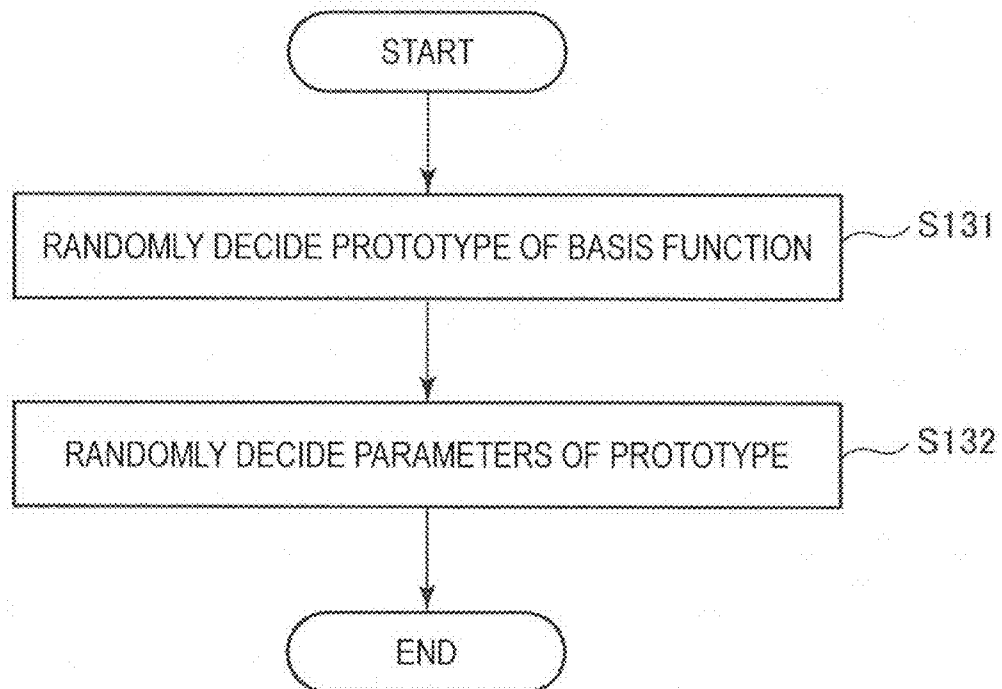 START
RANDOMLY DECIDE PROTOTYPE OF BASIS FUNCTION
S131
RANDOMLY DECIDE PARAMETERS OF PROTOTYPE
S132
END